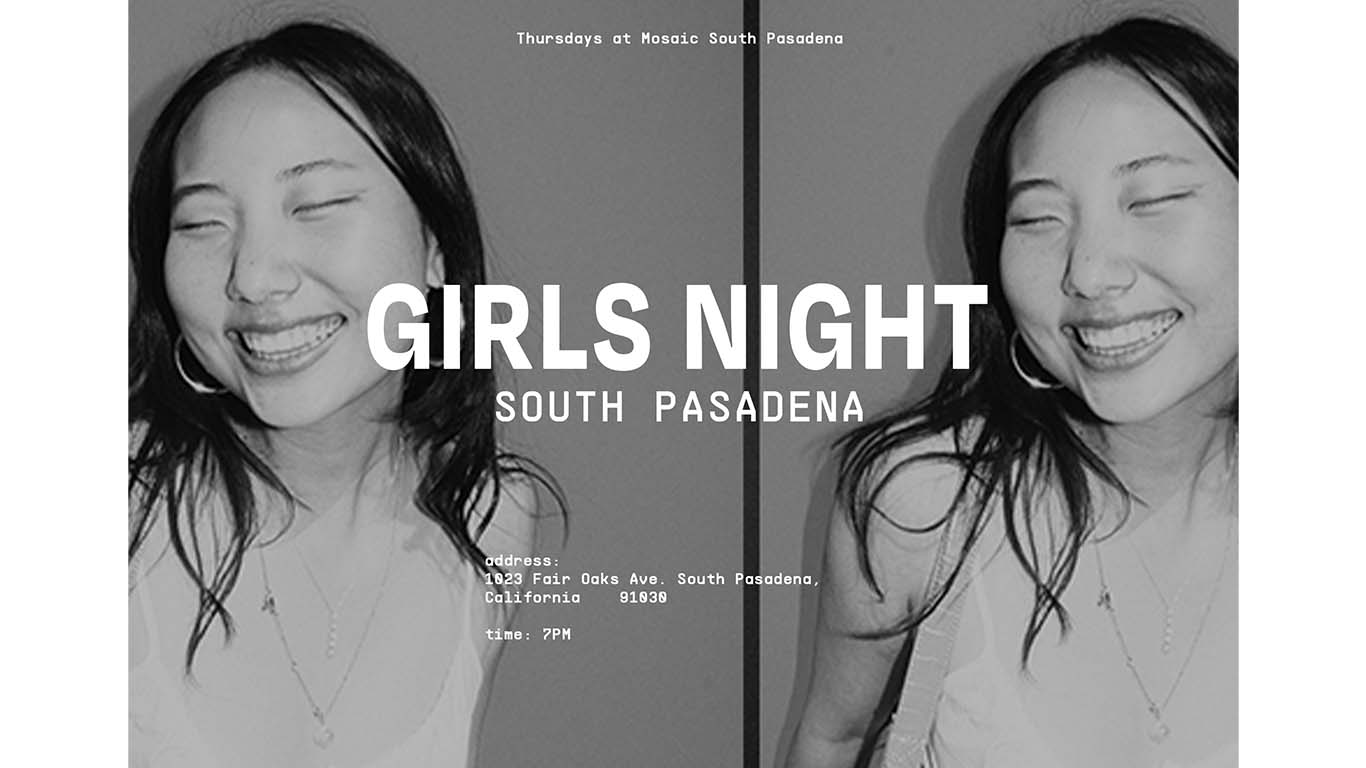 Thursdays at Mosaic South Pasadena
GIRLS NIGHT
SOUTH PASADENA
address:
1023 Fair Oaks Ave. South Pasadena,
California 91030
time: 7PM